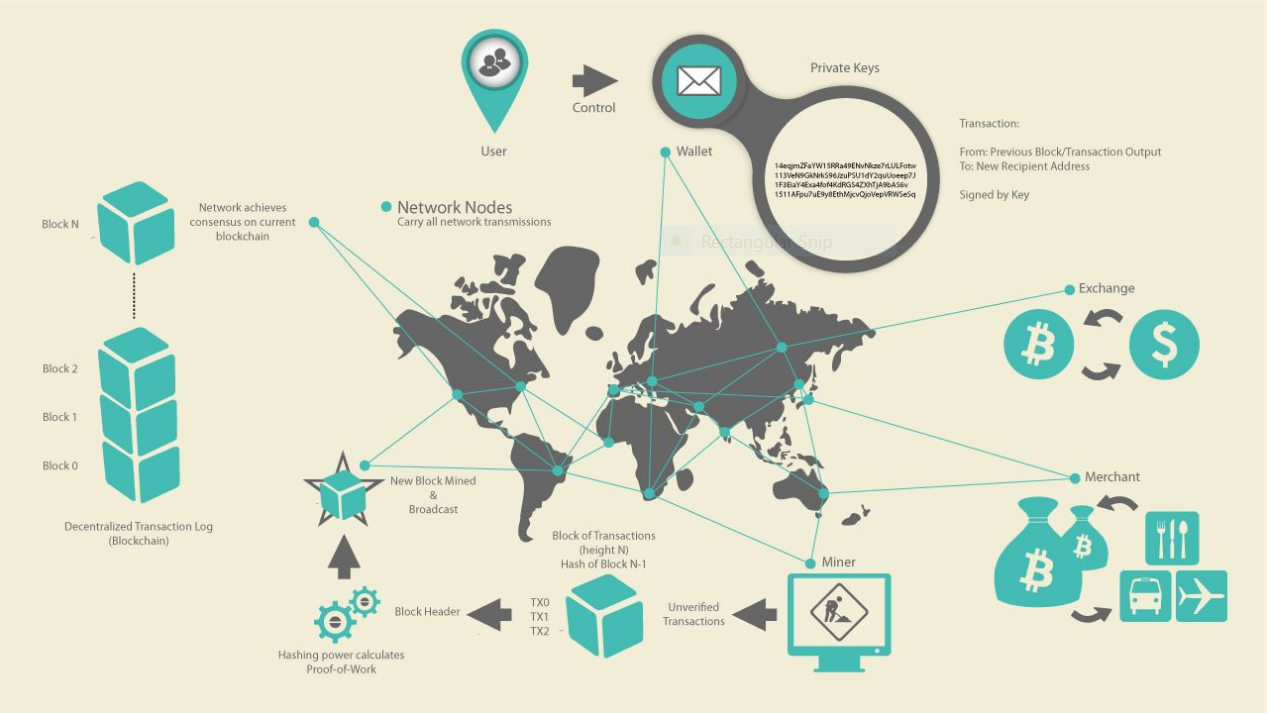 User
Control
Private Keys
Wallet
14eqjmZFaYW15RRa49ENvNkze7rLULFotw
113VeN9GkNrkS96JzuPSU1dY2quUoeep7J
1F3EiaY4Exa4fof4KdRGS4ZXhTjA9bAS6v
1511AFpu7uE9y8EthMjcvQjoVepVRWSeSq
Transaction:
From: Previous Block/Transaction Output
To: New Recipient Address
Signed by Key
Block N
Network achieves
consensus on current
blockchain
Network Nodes
Carry all network transmissions
Rectangular Snip
Exchange
Block 2
Block 1
Block 0
Decentralized Transaction Log
(Blockchain)
New Block Mined
&
Broadcast
Merchant
Block of Transactions
(height N)
Hash of Block N-1
Miner
Hashing power calculates
Proof-of-Work
Block Header
TX0
TX1
TX2
Unverified
Transactions